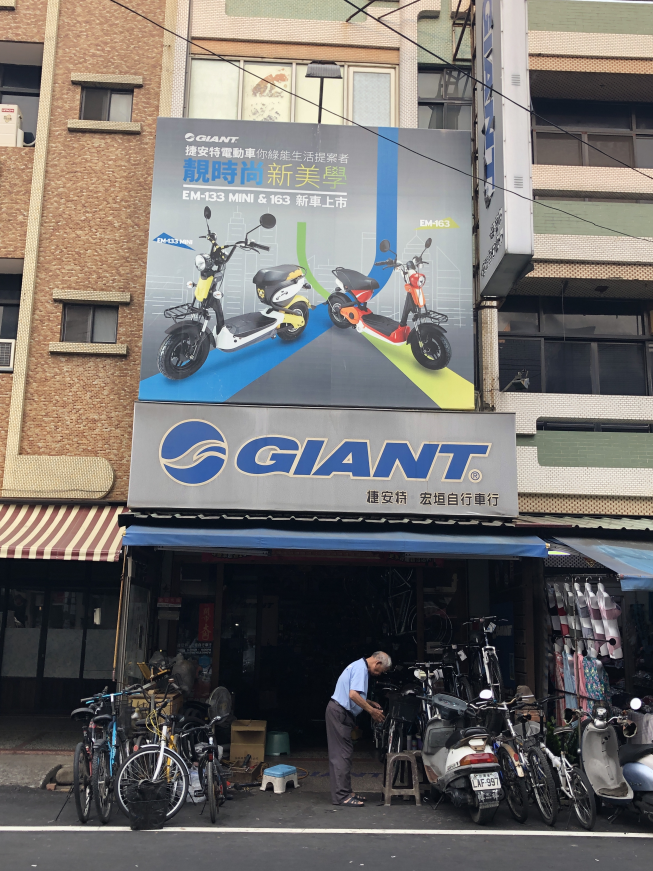 GIANT
捷安特電動車你綠能生活提案者
靚時尚新美學
EM-133 MINI & 163 新車上市
EM-133 MINI
EM-163
GIANT
GIANT®
捷安特 宏垣自行車行
LAF-997